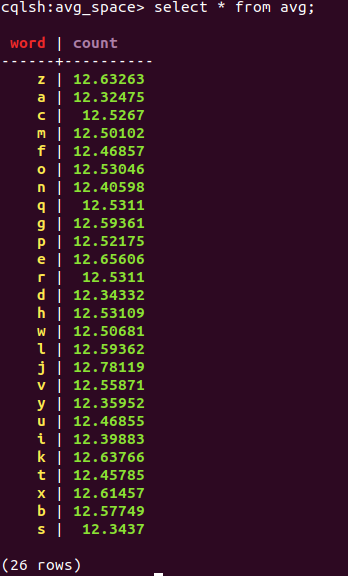 cqlsh:avg_space> select * from avg;
word | count
------+----------
z | 12.63263
a | 12.32475
c | 12.5267
m | 12.50102
f | 12.46857
o | 12.53046
n | 12.40598
q | 12.5311
g | 12.59361
p | 12.52175
e | 12.65606
r | 12.5311
d | 12.34332
h | 12.53109
w | 12.50681
l | 12.59362
j | 12.78119
v | 12.55871
y | 12.35952
u | 12.46855
i | 12.39883
k | 12.63766
t | 12.45785
x | 12.61457
b | 12.57749
s | 12.3437
(26 rows)